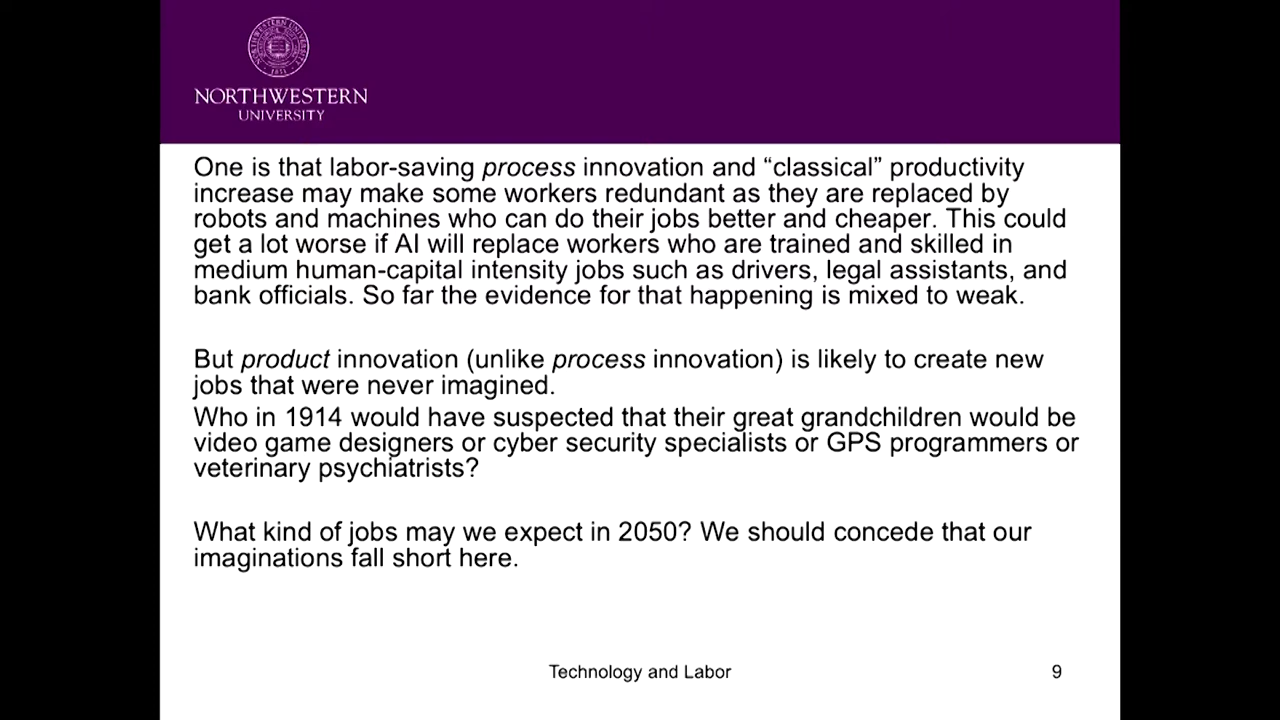 NORTHWESTERN
UNIVERSITY
One is that labor-saving process innovation and “classical” productivity
increase may make some workers redundant as they are replaced by
robots and machines who can do their jobs better and cheaper. This could
get a lot worse if AI will replace workers who are trained and skilled in
medium human-capital intensity jobs such as drivers, legal assistants, and
bank officials. So far the evidence for that happening is mixed to weak.
But product innovation (unlike process innovation) is likely to create new
jobs that were never imagined.
Who in 1914 would have suspected that their great grandchildren would be
video game designers or cyber security specialists or GPS programmers or
veterinary psychiatrists?
What kind of jobs may we expect in 2050? We should concede that our
imaginations fall short here.
Technology and Labor
9